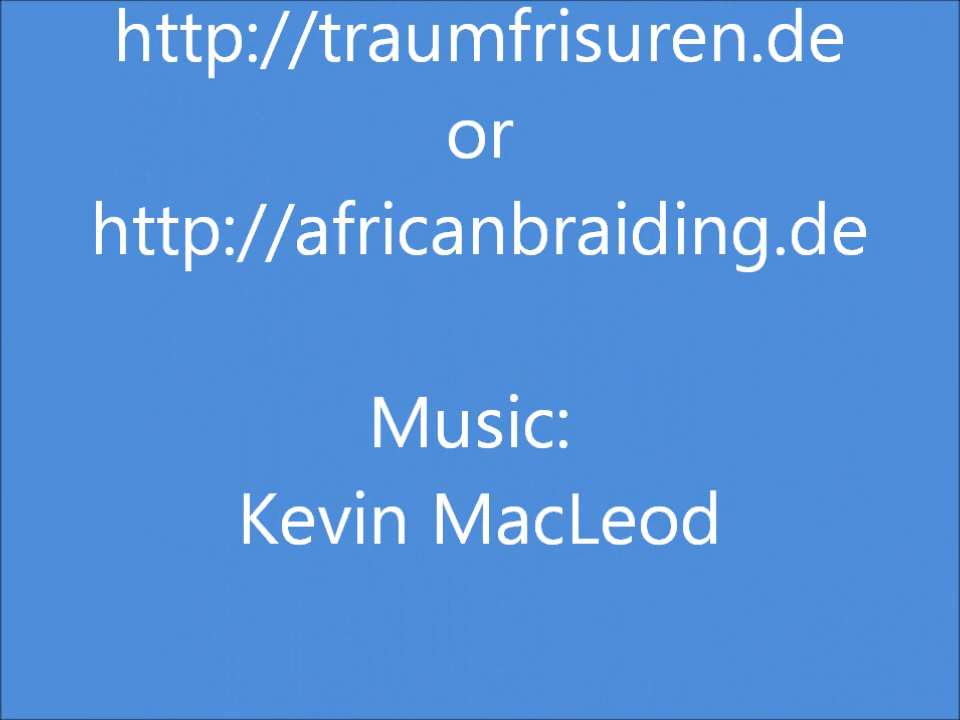 http://traumfrisuren.de
or
http://africanbraiding.de
Music:
Kevin MacLeod